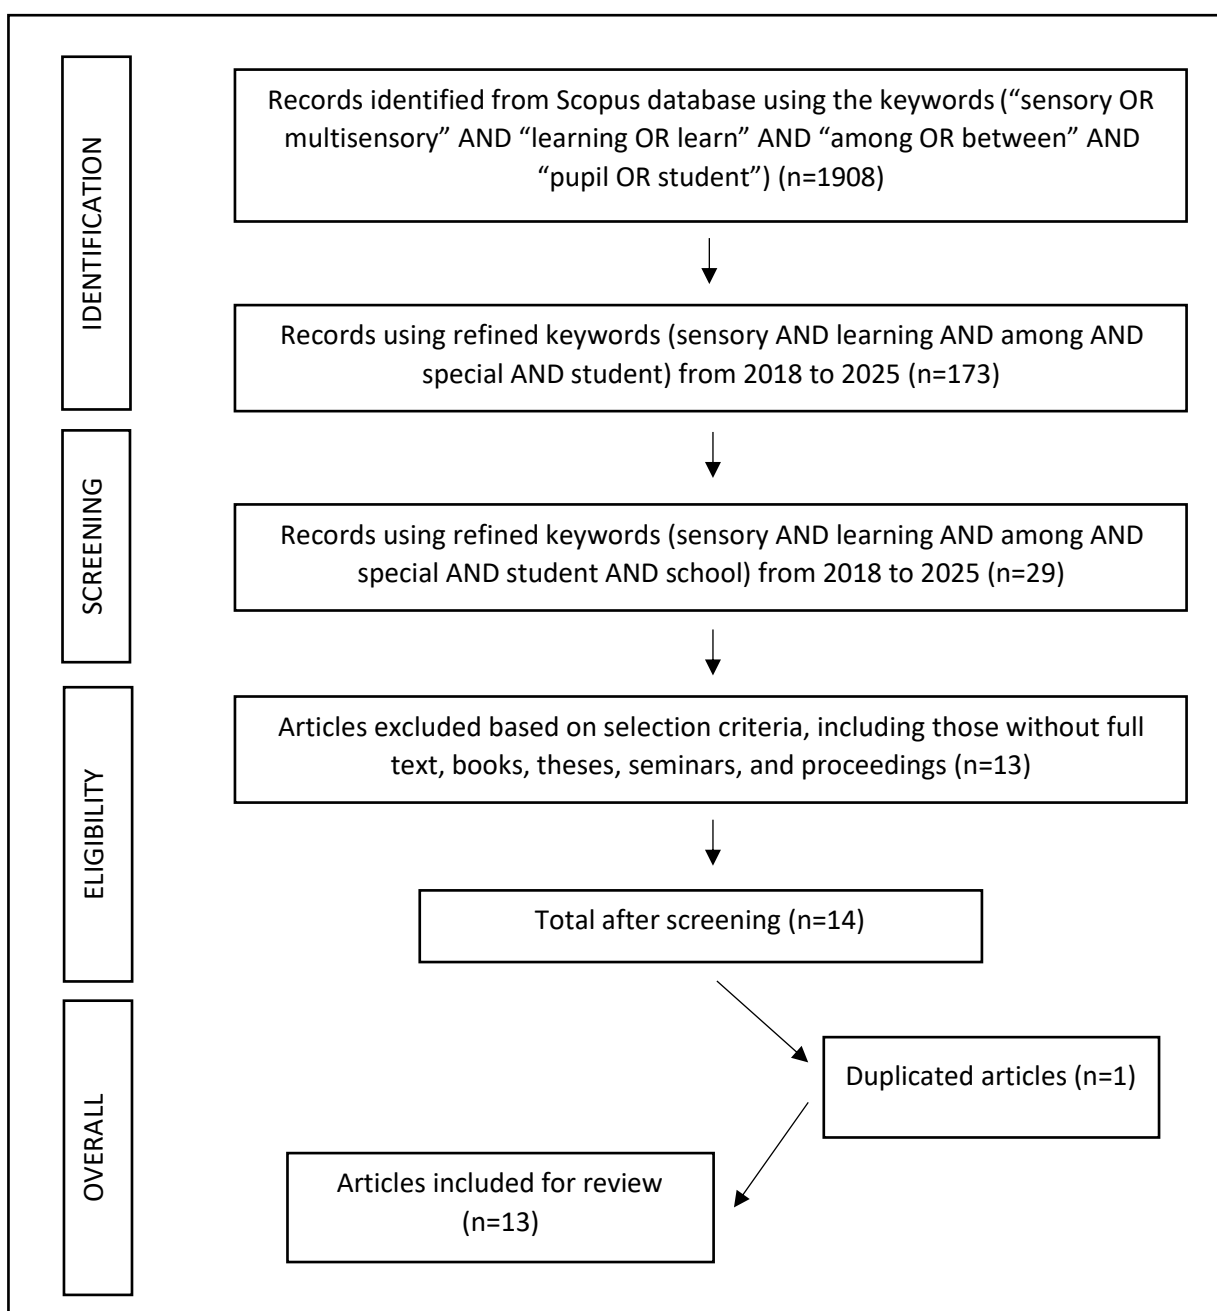 IDENTIFICATION
Records identified from Scopus database using the keywords (“sensory OR
multisensory” AND “learning OR learn” AND “among OR between” AND
“pupil OR student”) (n=1908)
Records using refined keywords (sensory AND learning AND among AND
special AND student) from 2018 to 2025 (n=173)
SCREENING
Records using refined keywords (sensory AND learning AND among AND
special AND student AND school) from 2018 to 2025 (n=29)
ELIGIBILITY
Articles excluded based on selection criteria, including those without full
text, books, theses, seminars, and proceedings (n=13)
Total after screening (n=14)
OVERALL
Duplicated articles (n=1)
Articles included for review
(n=13)